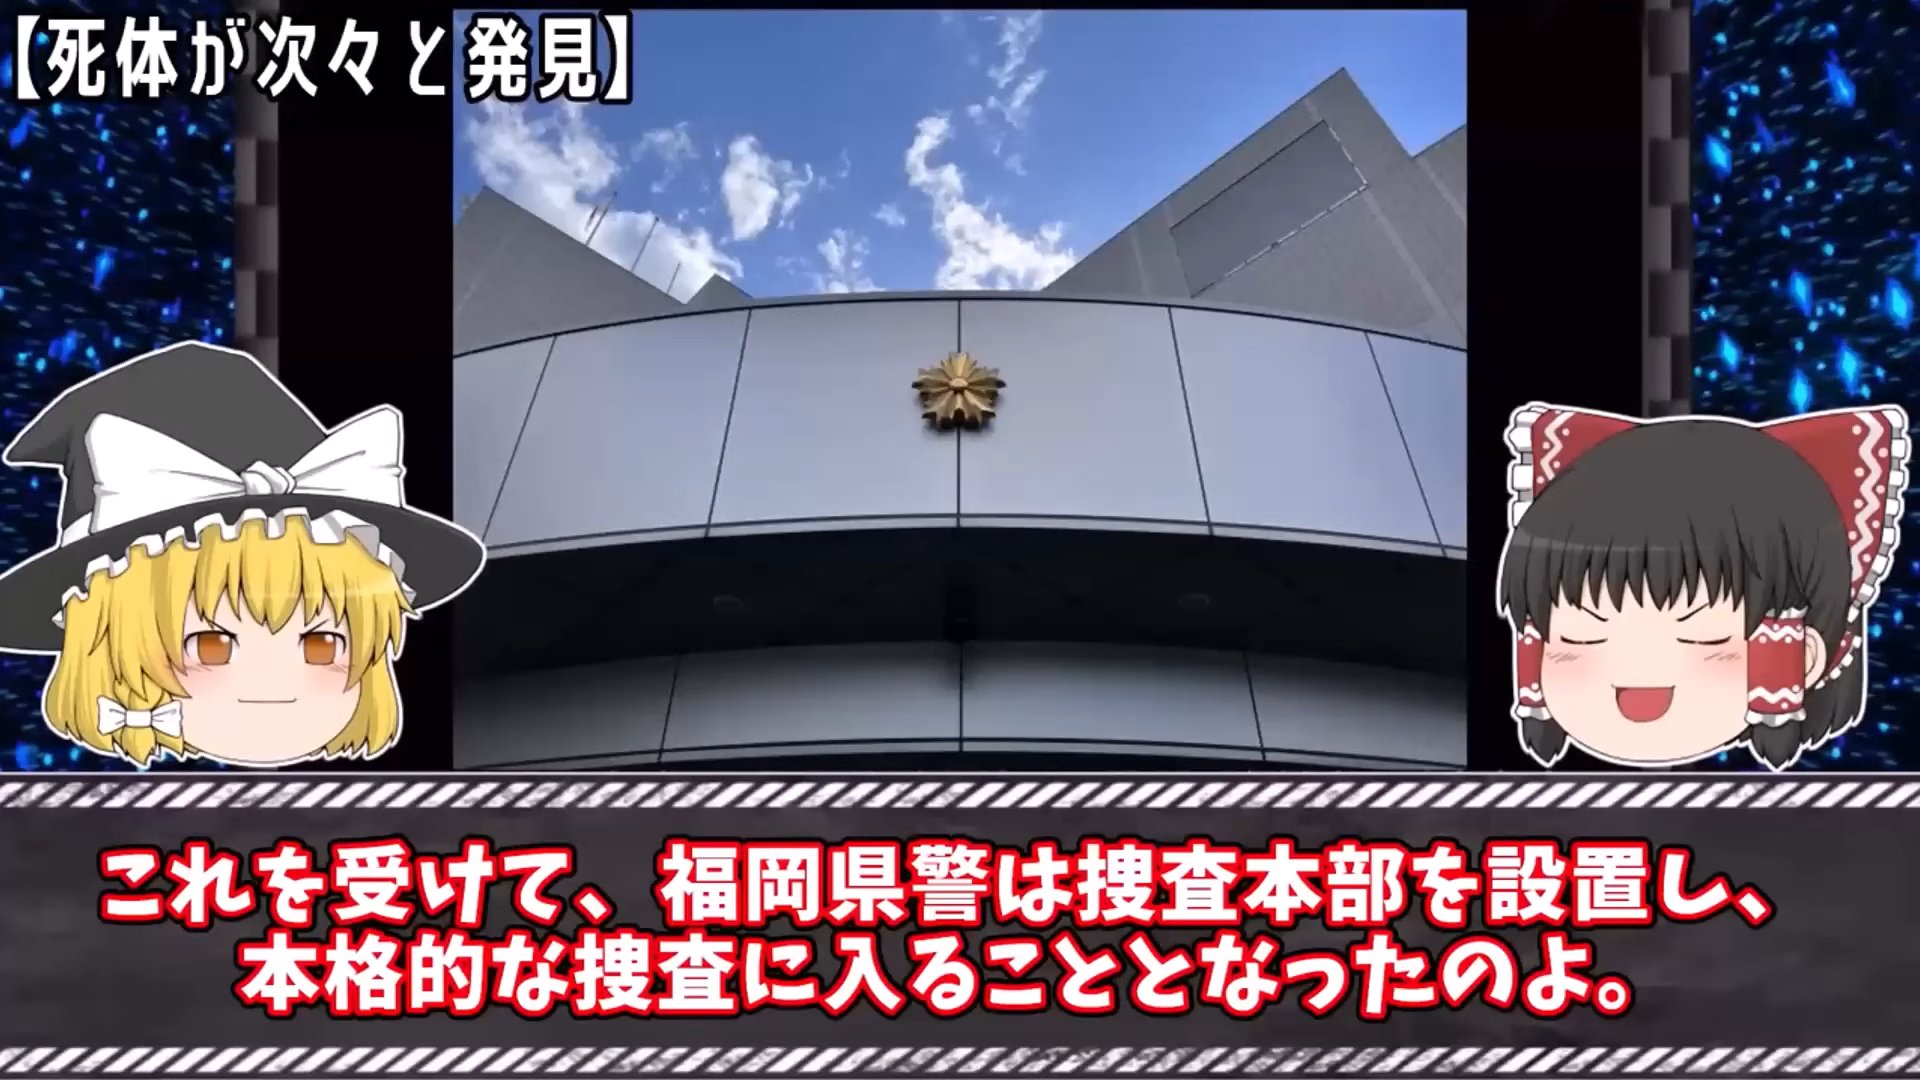 【死体が次々と発見】
これを受けて、福岡県警は捜査本部を設置し、
本格的な捜査に入ることとなったのよ。